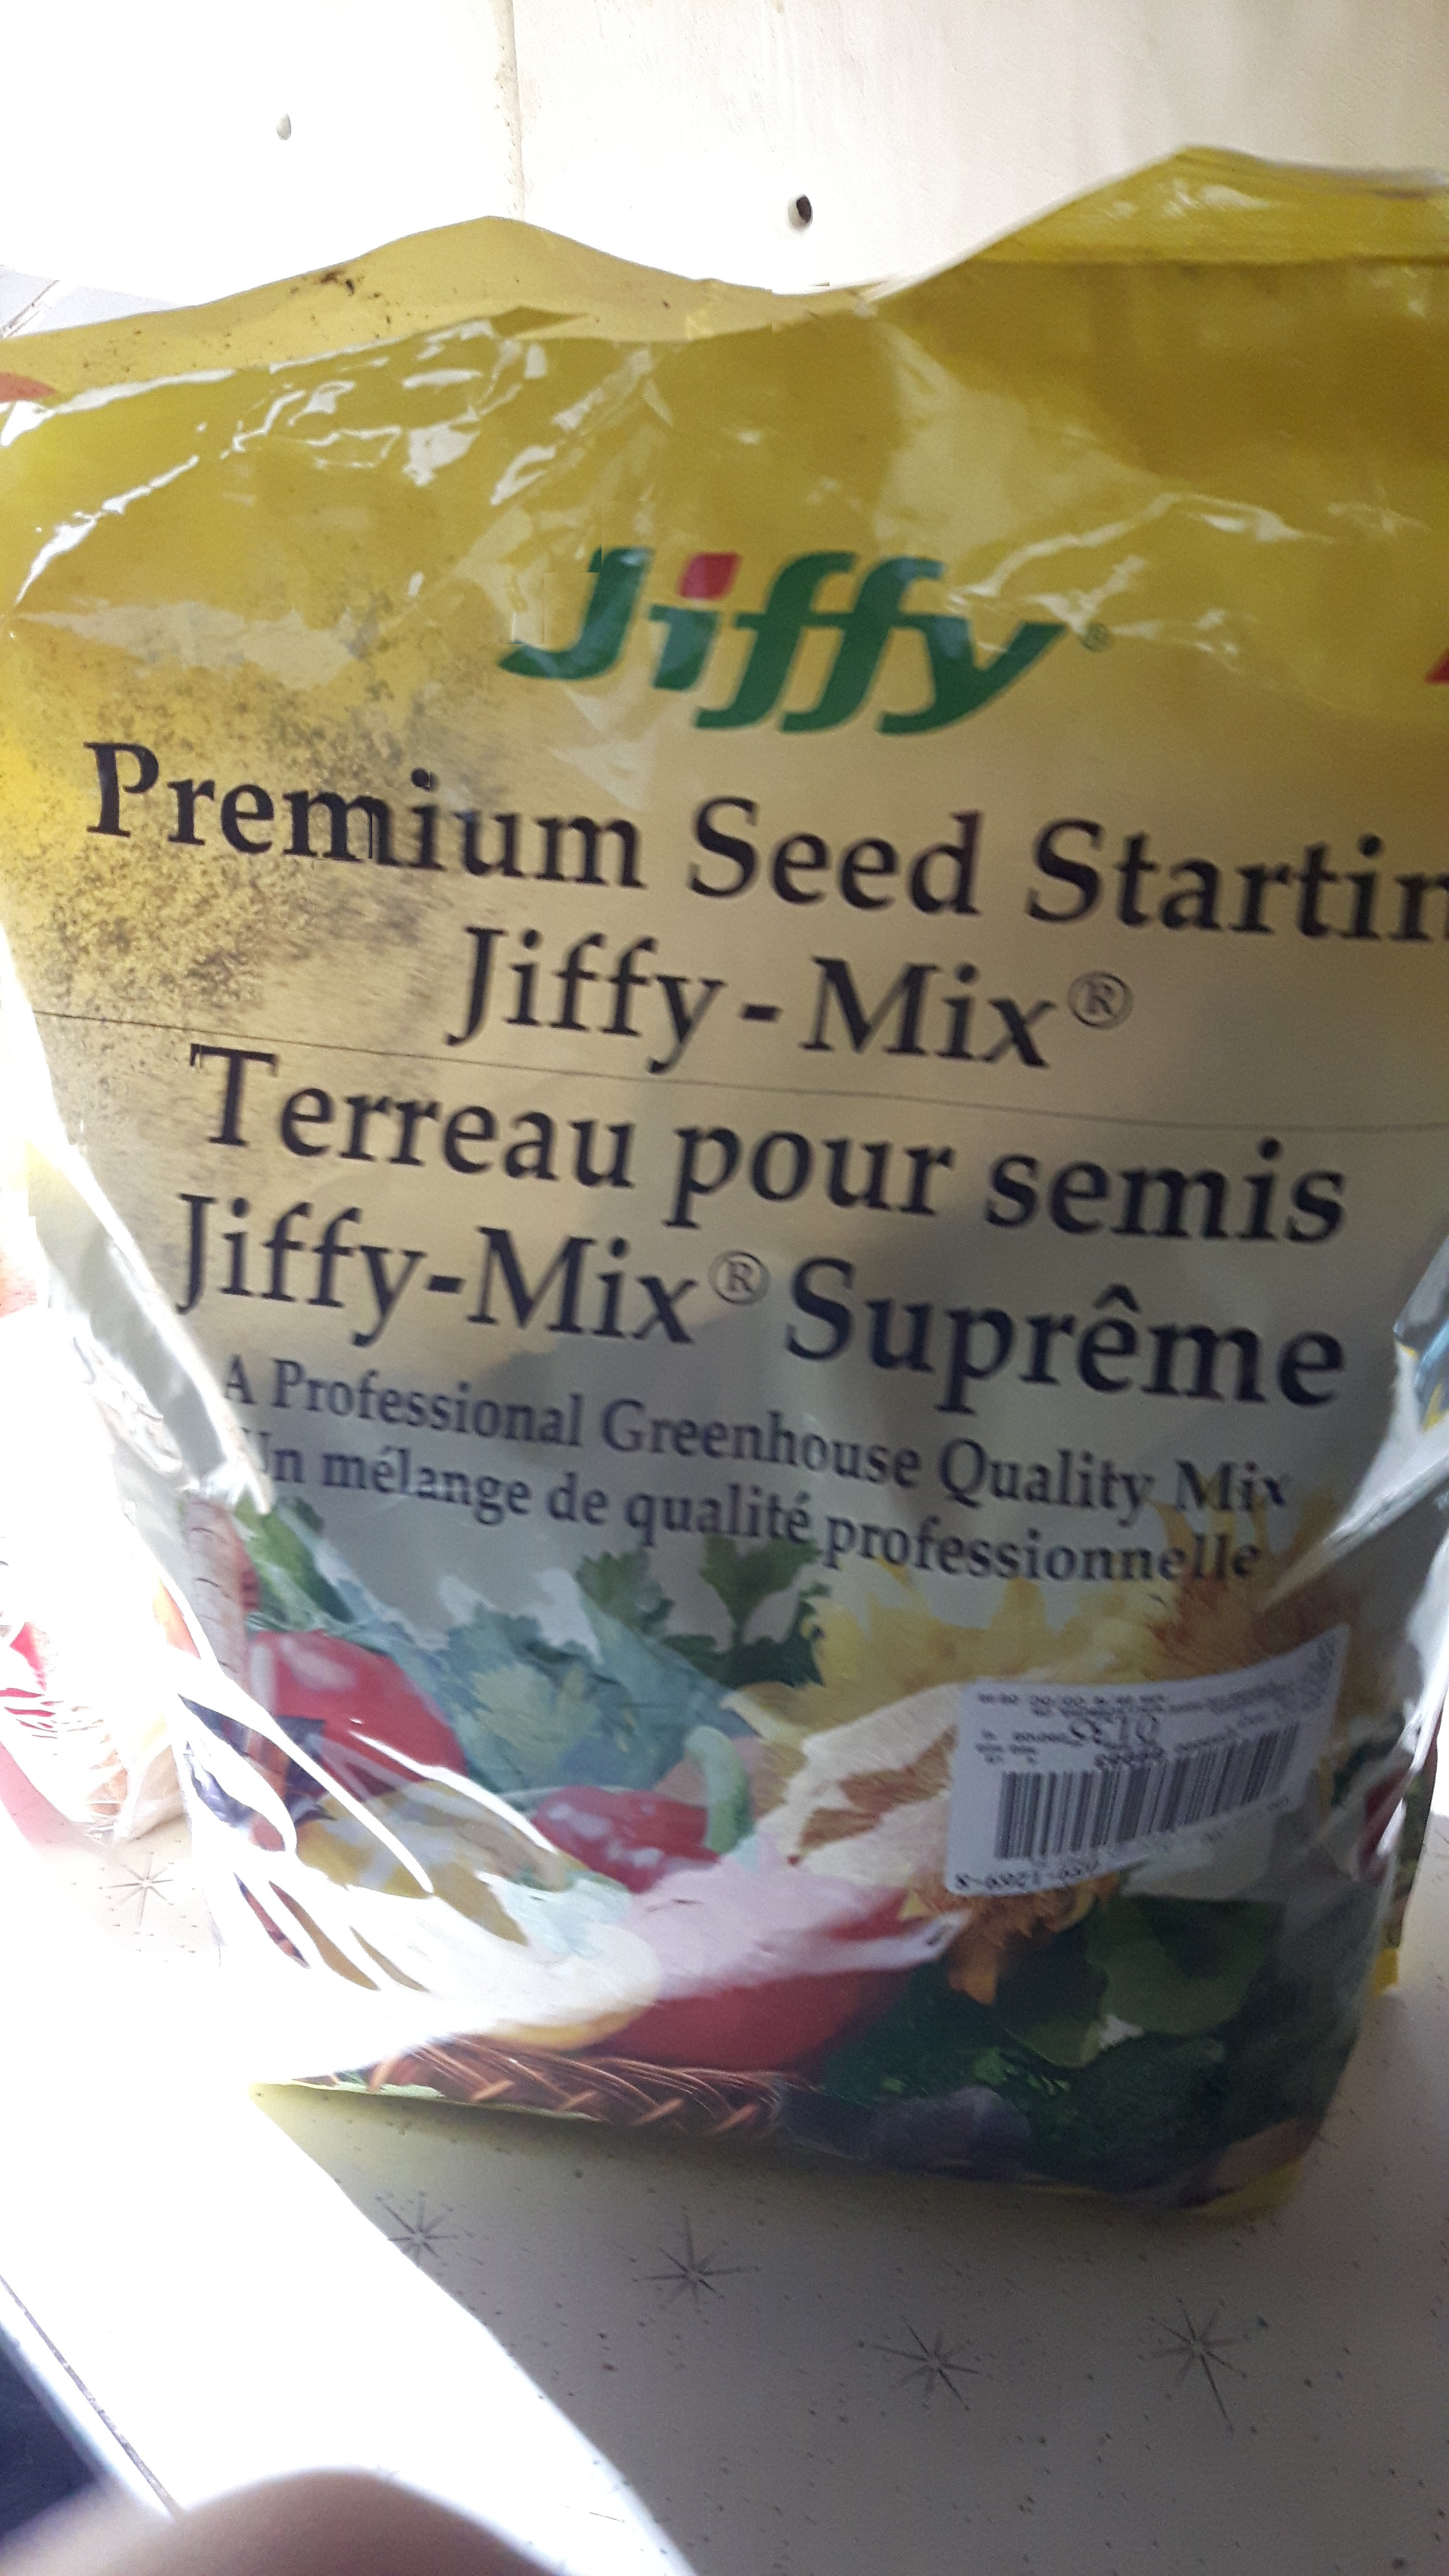 Jiffy®
Premium Seed Startin
Jiffy-Mix®
Terreau pour semis
Jiffy-Mix® Suprême
A Professional Greenhouse Quality Mix
Un mélange de qualité professionnelle